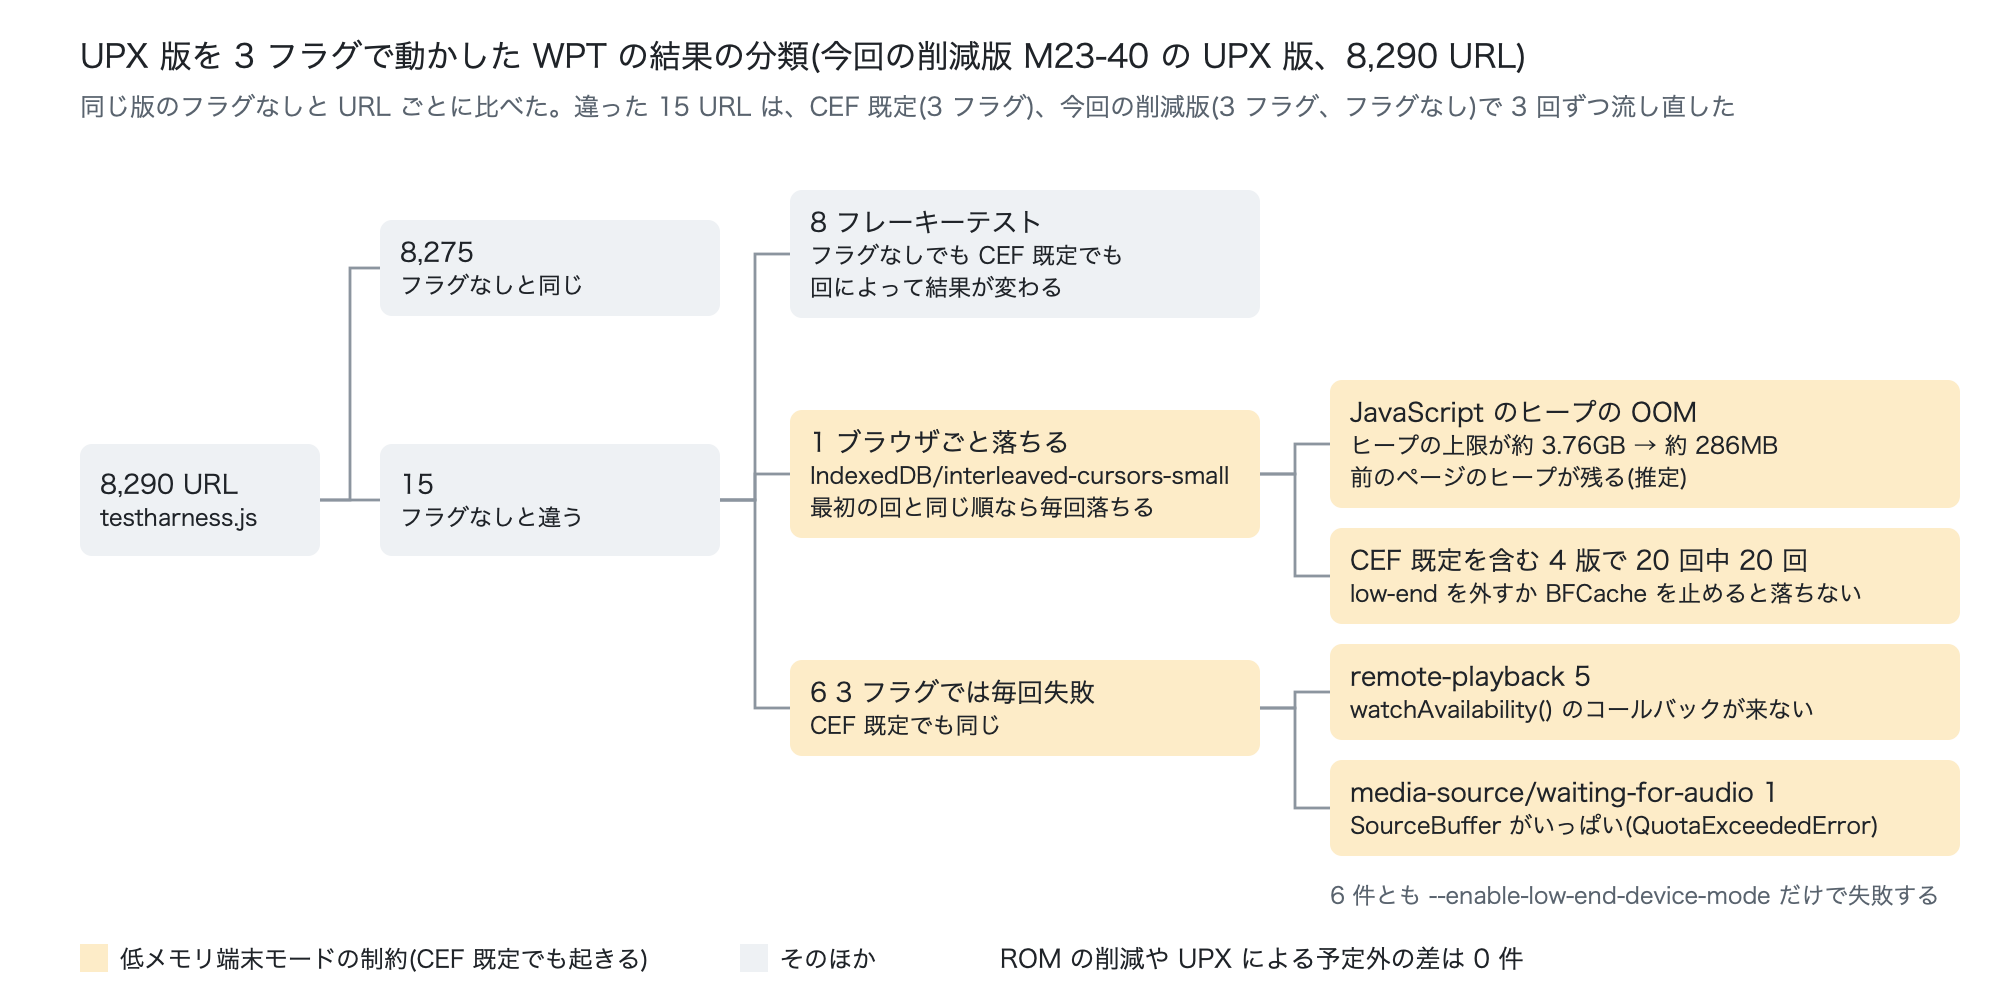 UPX 版を 3 フラグで動かした WPT の結果の分類(今回の削減版 M23-40 の UPX 版、8,290 URL)
同じ版のフラグなしと URL ごとに比べた。違った 15 URL は、CEF 既定(3 フラグ)、今回の削減版(3 フラグ、フラグなし)で 3 回ずつ流し直した
8,290 URL
testharness.js
8,275
フラグなしと同じ
15
フラグなしと違う
8 フレーキーテスト
フラグなしでも CEF 既定でも
回によって結果が変わる
1 ブラウザごと落ちる
IndexedDB/interleaved-cursors-small
最初の回と同じ順なら毎回落ちる
6 3 フラグでは毎回失敗
CEF 既定でも同じ
JavaScript のヒープの OOM
ヒープの上限が約 3.76GB → 約 286MB
前のページのヒープが残る(推定)
CEF 既定を含む 4 版で 20 回中 20 回
low-end を外すか BFCache を止めると落ちない
remote-playback 5
watchAvailability() のコールバックが来ない
media-source/waiting-for-audio 1
SourceBuffer がいっぱい(QuotaExceededError)
6 件とも --enable-low-end-device-mode だけで失敗する
低メモリ端末モードの制約(CEF 既定でも起きる)
そのほか
ROM の削減や UPX による予定外の差は 0 件